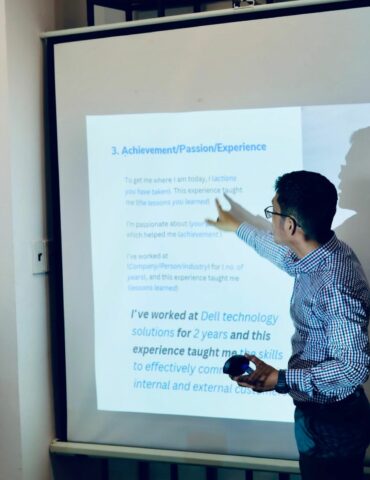 3. Achievement/Passion/Experience
To get me where I am today, I (actions
you have taken). This experience taught
me (the lessons you learned)
I'm passionate about (your
which helped me (achievement)
I've worked at
(Company/Person/industry) for ( no. of
years), and this experience taught me
(lessons learned)
I've worked at Dell technology
solutions for 2 years and this
experience taught me the skills
to effectively
internal and external